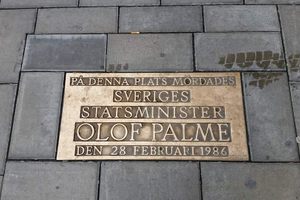 PÅ DENNA PLATS MÖRDADES
SVERIGES
STATSMINISTER
OLOF PALME
DEN 28 FEBRUARI 1986